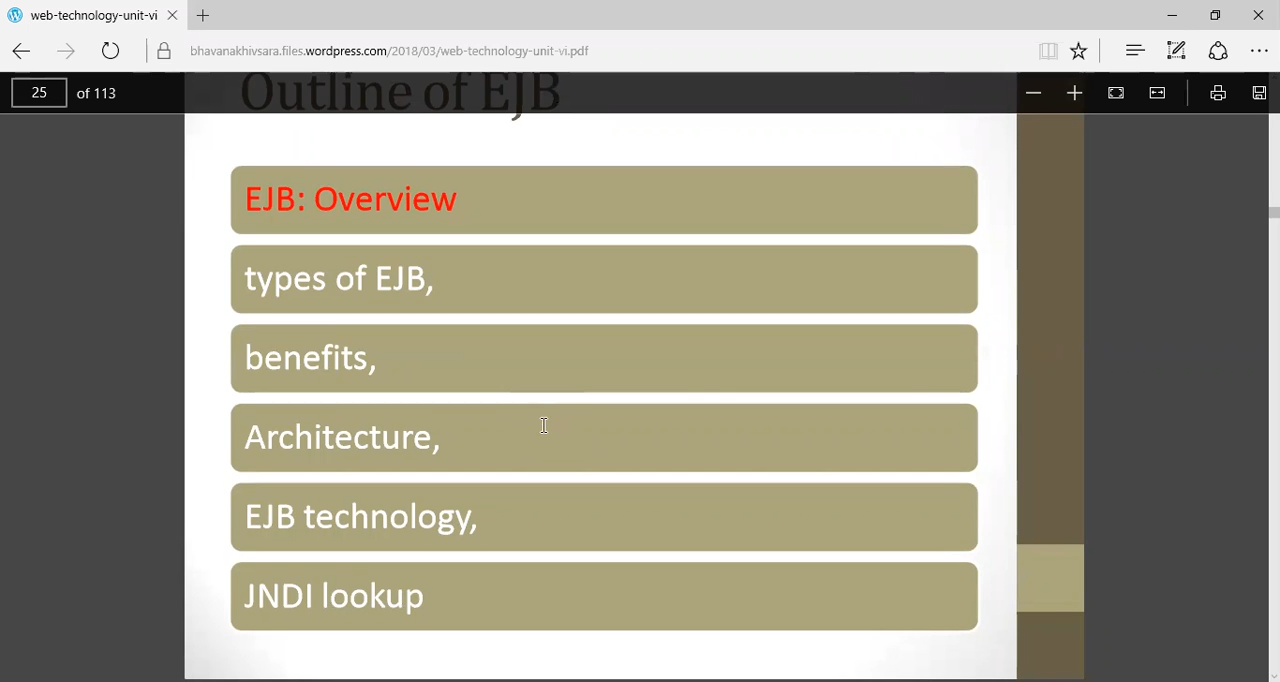 web-technology-unit-vi
bhavanakhivsara.files.wordpress.com/2018/03/web-technology-unit-vi.pdf
25 of 113
Outline of EJB
EJB: Overview
types of EJB,
benefits,
Architecture,
EJB technology,
JNDI lookup